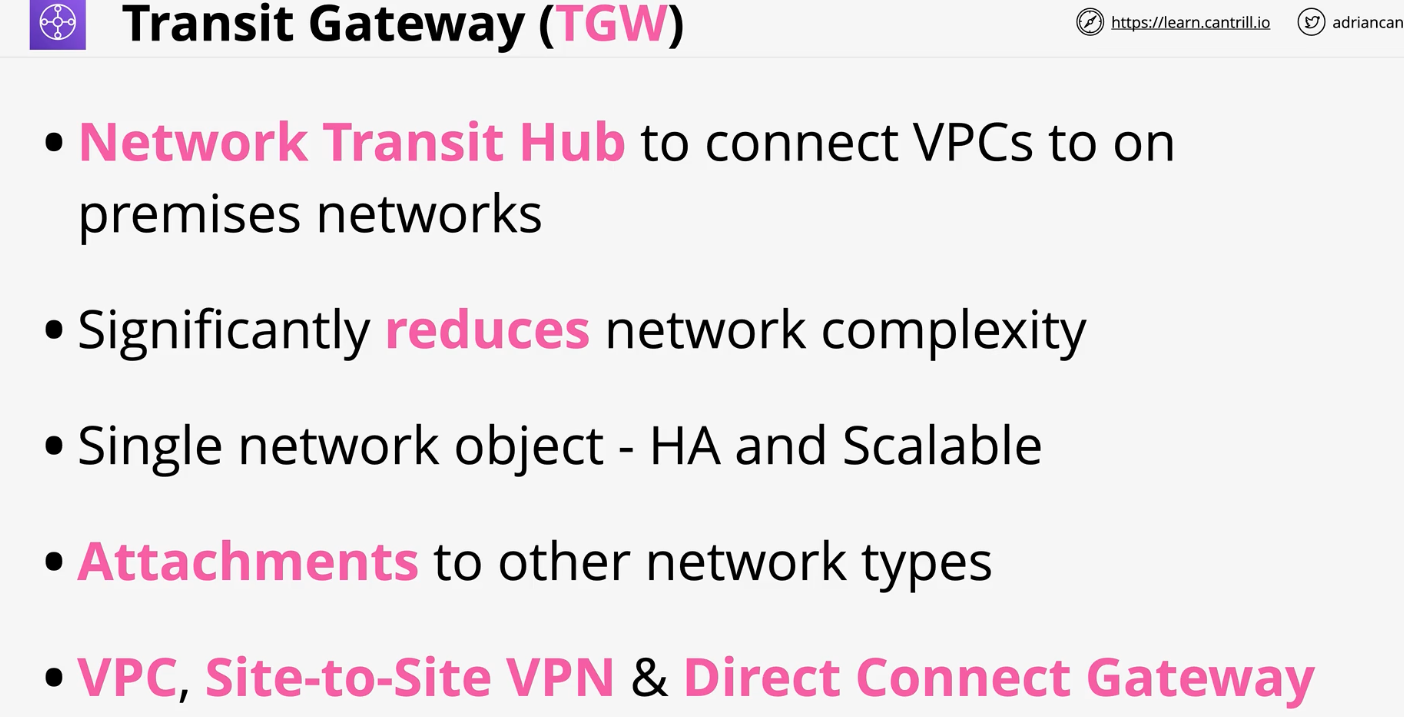 Transit Gateway (TGW)
https://learn.cantrill.io
adriancan
• Network Transit Hub to connect VPCs to on
premises networks
• Significantly reduces network complexity
• Single network object - HA and Scalable
• Attachments to other network types
• VPC, Site-to-Site VPN & Direct Connect Gateway